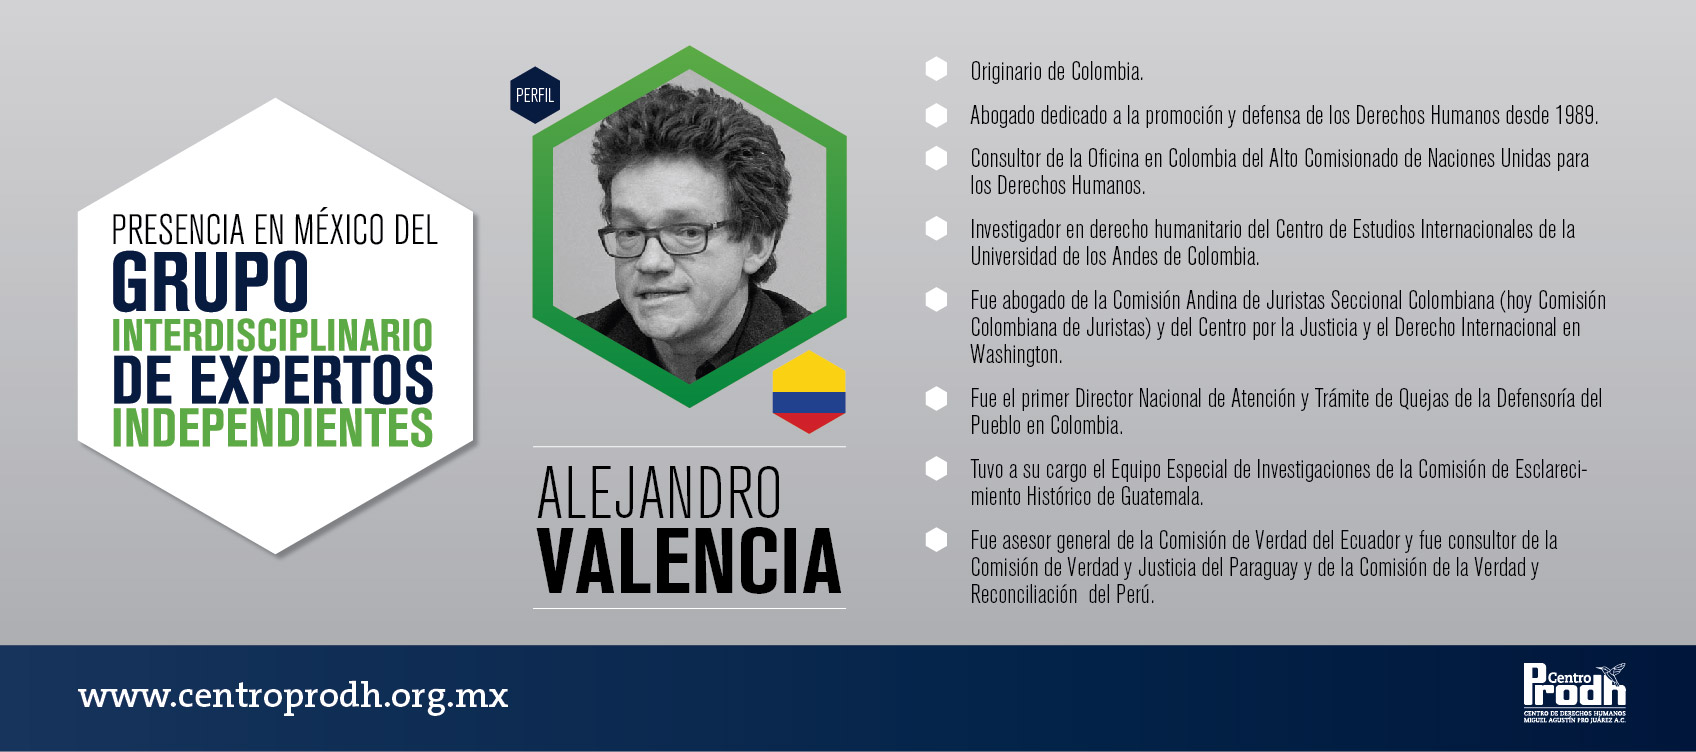 PRESENCIA EN MÉXICO DEL
GRUPO
INTERDISCIPLINARIO
DE EXPERTOS
INDEPENDIENTES
PERFIL
ALEJANDRO
VALENCIA
Originario de Colombia.
Abogado dedicado a la promoción y defensa de los Derechos Humanos desde 1989.
Consultor de la Oficina en Colombia del Alto Comisionado de Naciones Unidas para
los Derechos Humanos.
Investigador en derecho humanitario del Centro de Estudios Internacionales de la
Universidad de los Andes de Colombia.
Fue abogado de la Comisión Andina de Juristas Seccional Colombiana (hoy Comisión
Colombiana de Juristas) y del Centro por la Justicia y el Derecho Internacional en
Washington.
Fue el primer Director Nacional de Atención y Trámite de Quejas de la Defensoría del
Pueblo en Colombia.
Tuvo a su cargo el Equipo Especial de Investigaciones de la Comisión de Esclareci-
miento Histórico de Guatemala.
Fue asesor general de la Comisión de Verdad del Ecuador y fue consultor de la
Comisión de Verdad y Justicia del Paraguay y de la Comisión de la Verdad y
Reconciliación  del Perú.
www.centroprodh.org.mx
Centro
Prodh
CENTRO DE DERECHOS HUMANOS
MIGUEL AGUSTÍN PRO JUÁREZ A.C.